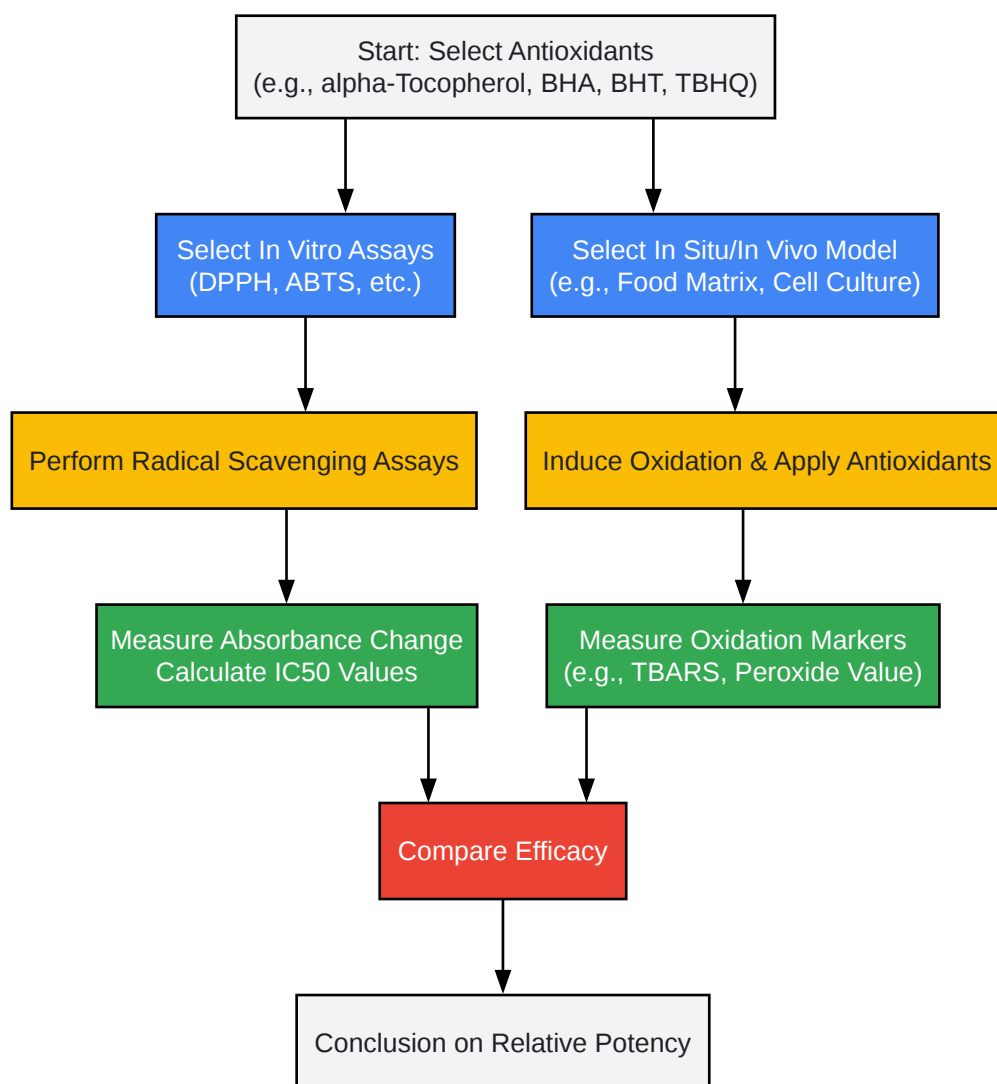 Start: Select Antioxidants
(e.g., alpha-Tocopherol, BHA, BHT, TBHQ)
Select In Vitro Assays
(DPPH, ABTS, etc.)
Select In Situ/In Vivo Model
(e.g., Food Matrix, Cell Culture)
Perform Radical Scavenging Assays
Induce Oxidation & Apply Antioxidants
Measure Absorbance Change
Calculate IC50 Values
Measure Oxidation Markers
(e.g., TBARS, Peroxide Value)
Compare Efficacy
Conclusion on Relative Potency